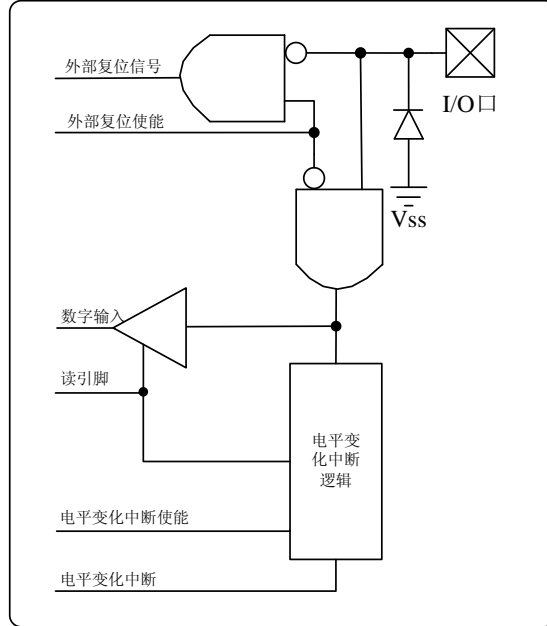 外部复位信号
I/O口
外部复位使能
Vss
数字输入
读引脚
电平变
化中断
逻辑
电平变化中断使能
电平变化中断